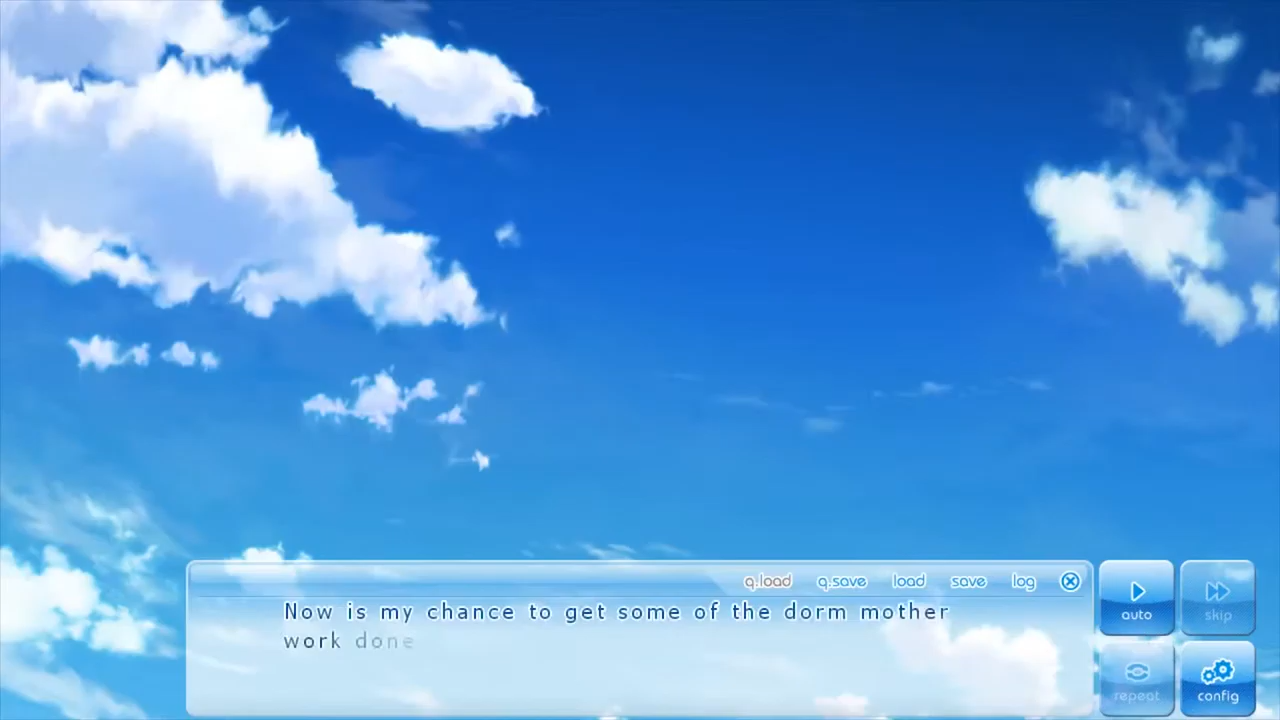 q.load q.save load save log
Now is my chance to get some of the dorm mother
work done
auto skip
repeat config